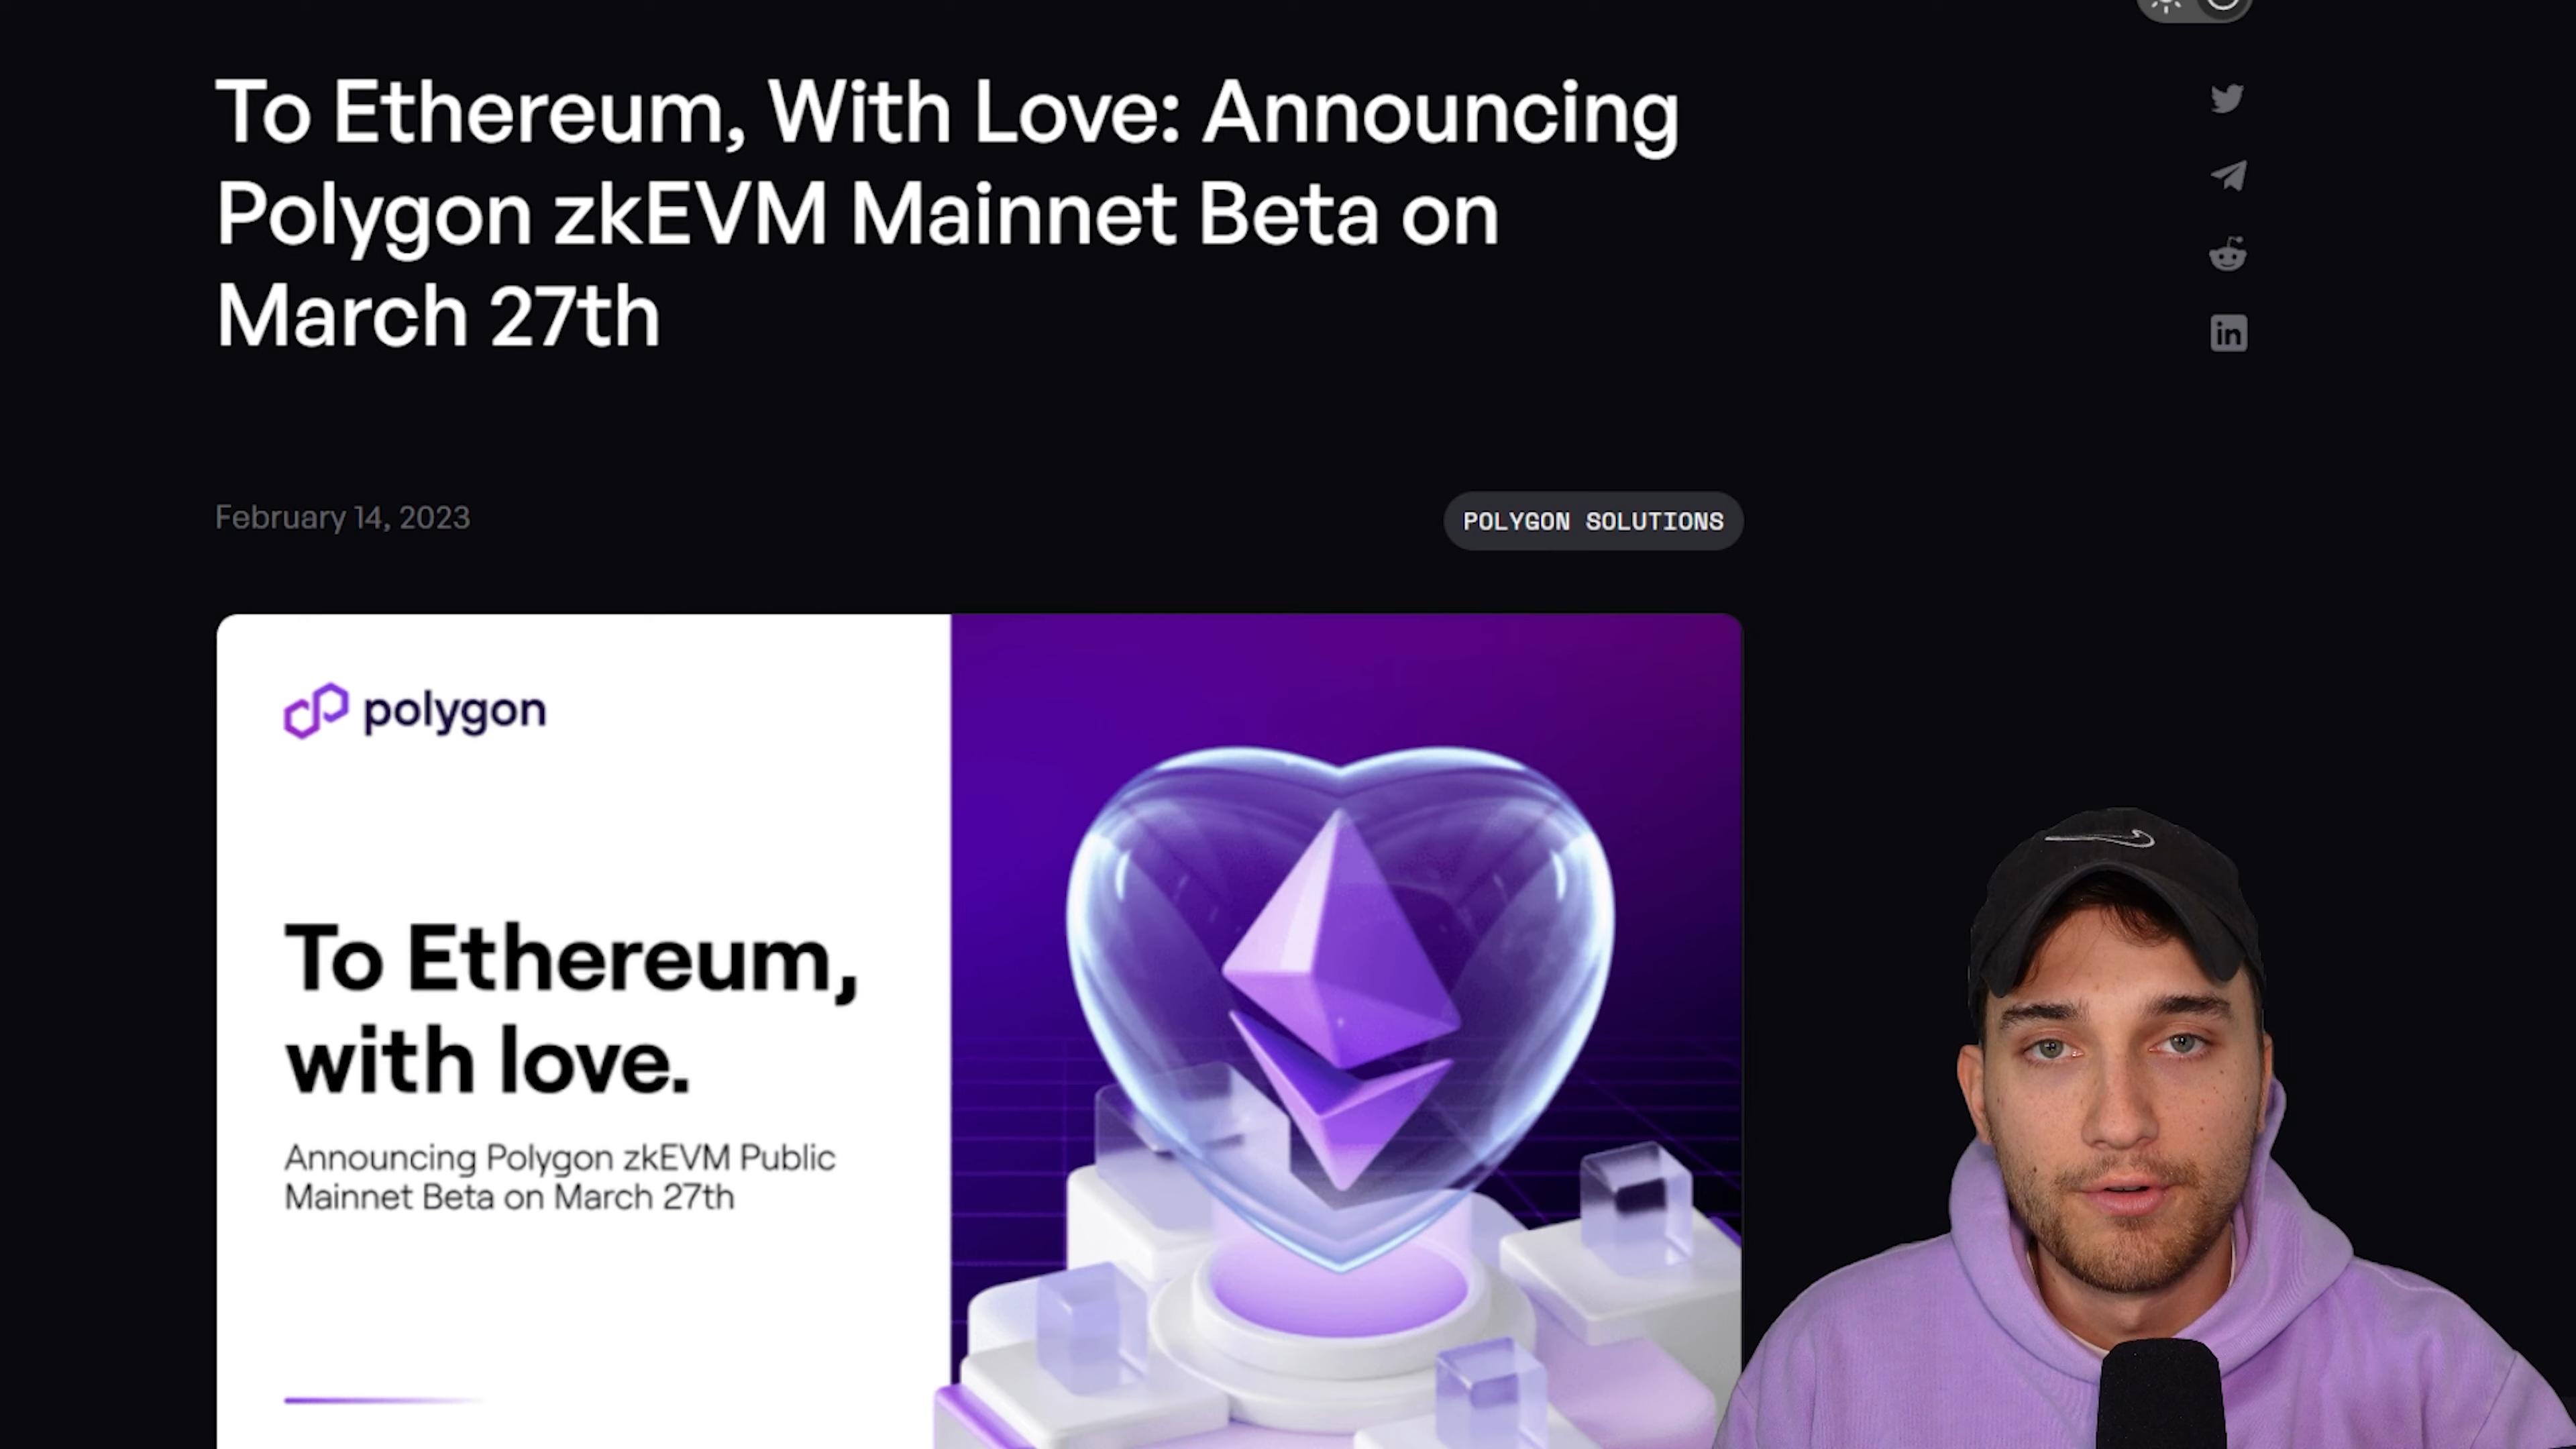 To Ethereum, With Love: Announcing
Polygon zkEVM Mainnet Beta on
March 27th
February 14, 2023
POLYGON SOLUTIONS
polygon
To Ethereum,
with love.
Announcing Polygon zkEVM Public
Mainnet Beta on March 27th
in